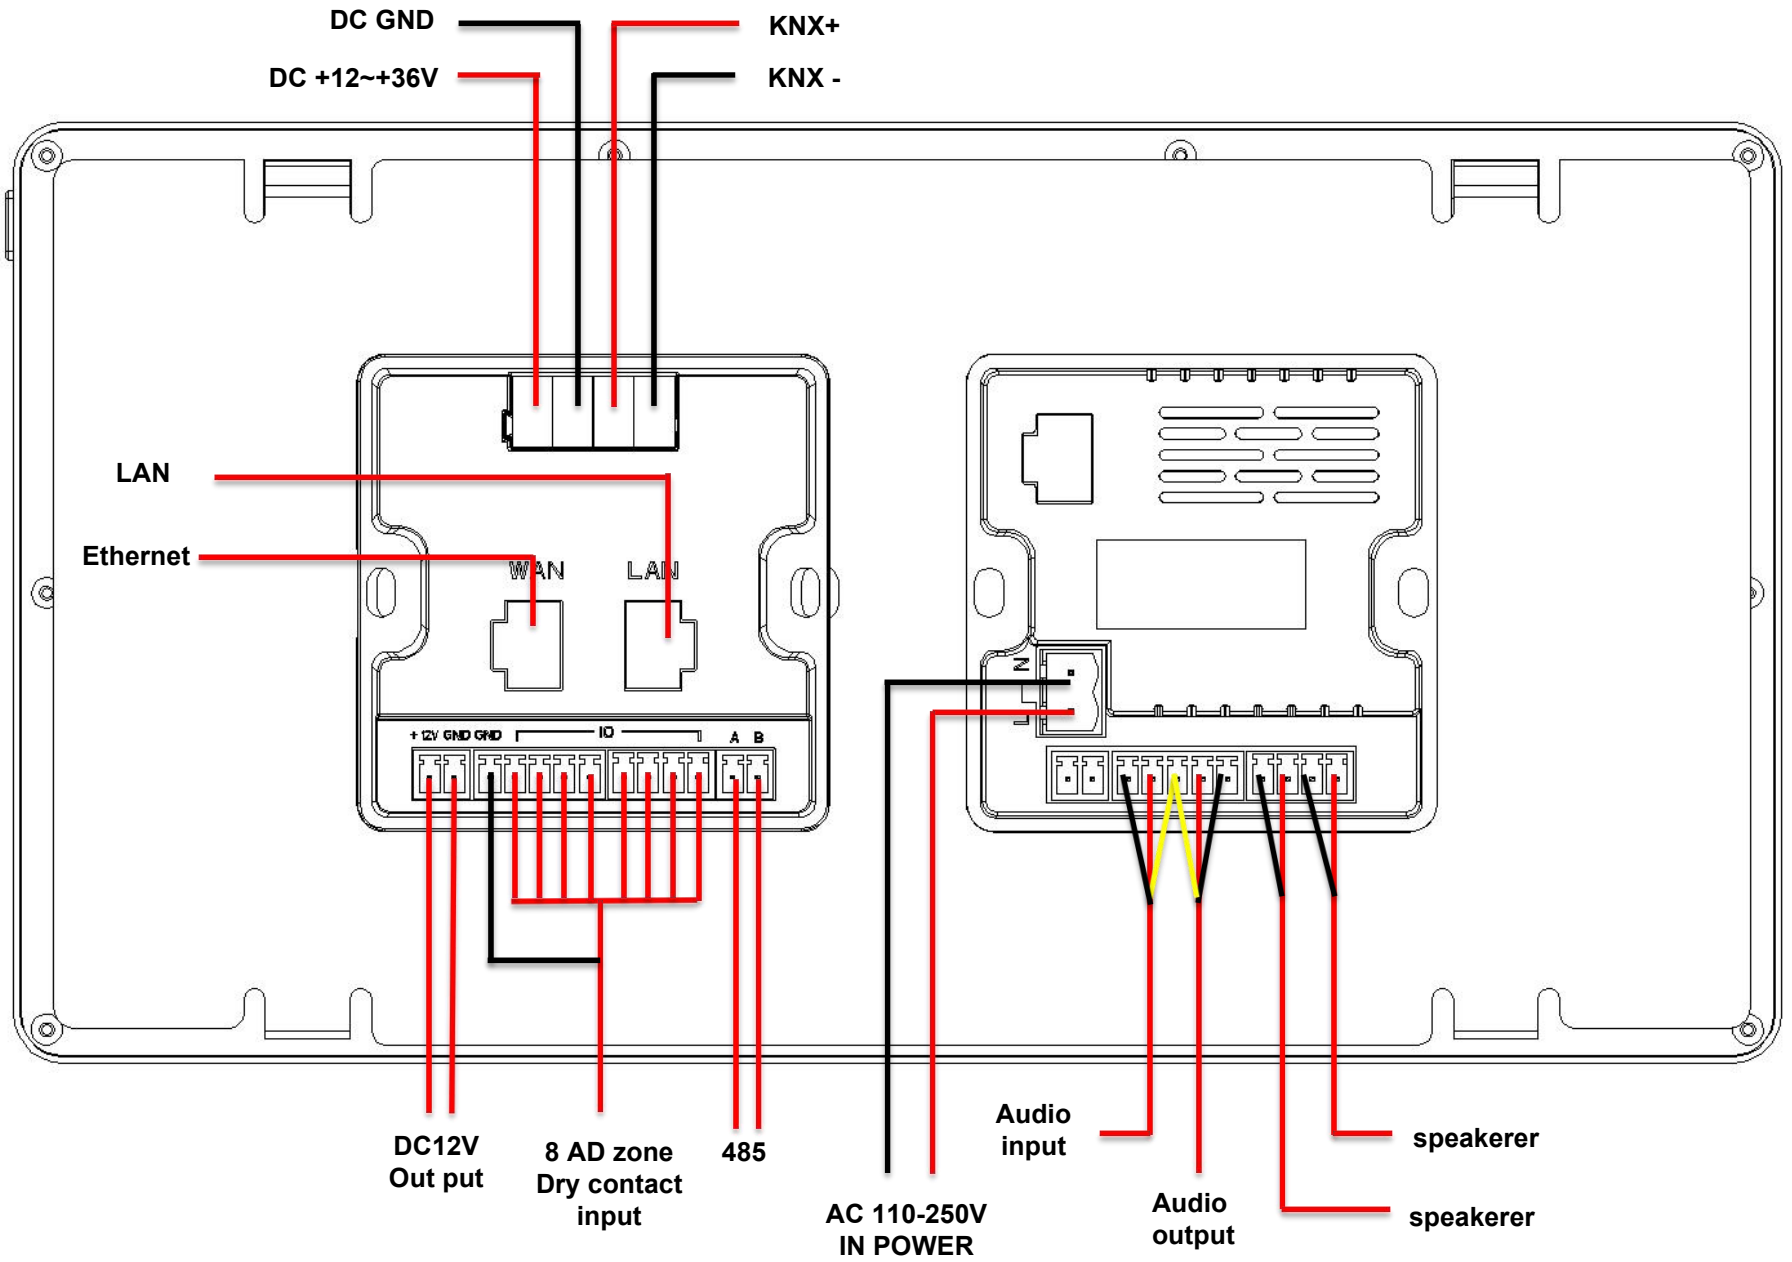 DC GND
KNX+
DC +12~+36V
KNX -
LAN
Ethernet
WAN
LAN
N
L
+ 12V GND GND IO A B
DC12V
Out put
8 AD zone
Dry contact
input
485
AC 110-250V
IN POWER
Audio
input
Audio
output
speakerer
speakerer